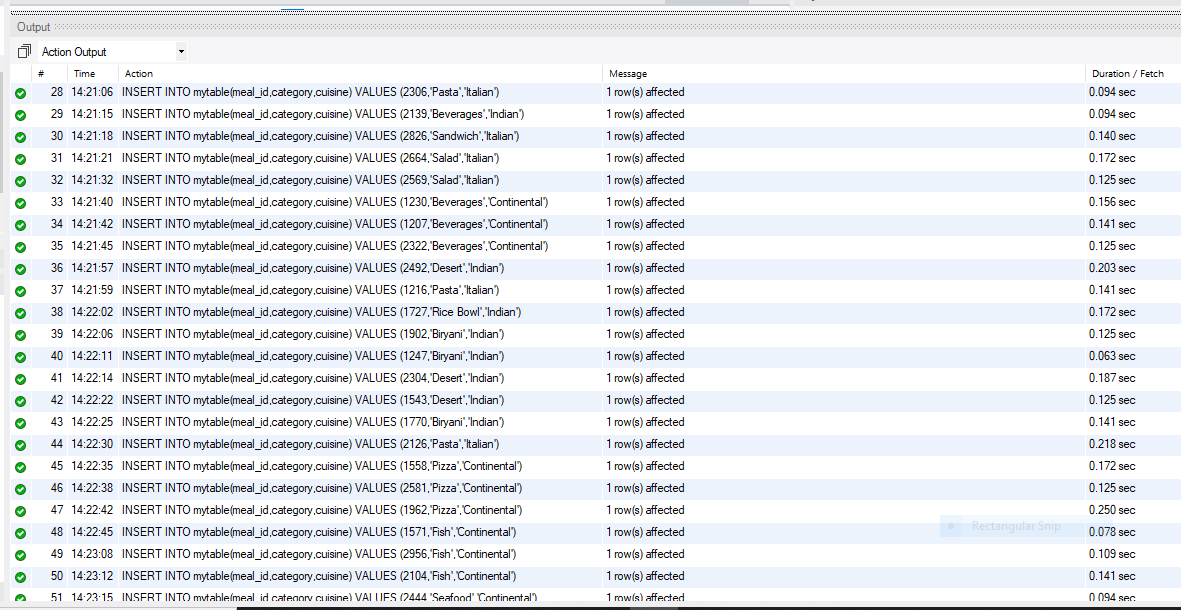 Output
Action Output
# Time Action Message Duration / Fetch
28 14:21:06 INSERT INTO mytable(meal_id,category,cuisine) VALUES (2306,'Pasta','Italian') 1 row(s) affected 0.094 sec
29 14:21:15 INSERT INTO mytable(meal_id,category,cuisine) VALUES (2139,'Beverages','Indian') 1 row(s) affected 0.094 sec
30 14:21:18 INSERT INTO mytable(meal_id,category,cuisine) VALUES (2826,'Sandwich','Italian') 1 row(s) affected 0.140 sec
31 14:21:21 INSERT INTO mytable(meal_id,category,cuisine) VALUES (2664,'Salad','Italian') 1 row(s) affected 0.172 sec
32 14:21:32 INSERT INTO mytable(meal_id,category,cuisine) VALUES (2569,'Salad','Italian') 1 row(s) affected 0.125 sec
33 14:21:40 INSERT INTO mytable(meal_id,category,cuisine) VALUES (1230,'Beverages','Continental') 1 row(s) affected 0.156 sec
34 14:21:42 INSERT INTO mytable(meal_id,category,cuisine) VALUES (1207,'Beverages','Continental') 1 row(s) affected 0.141 sec
35 14:21:45 INSERT INTO mytable(meal_id,category,cuisine) VALUES (2322,'Beverages','Continental') 1 row(s) affected 0.125 sec
36 14:21:57 INSERT INTO mytable(meal_id,category,cuisine) VALUES (2492,'Desert','Indian') 1 row(s) affected 0.203 sec
37 14:21:59 INSERT INTO mytable(meal_id,category,cuisine) VALUES (1216,'Pasta','Italian') 1 row(s) affected 0.141 sec
38 14:22:02 INSERT INTO mytable(meal_id,category,cuisine) VALUES (1727,'Rice Bowl','Indian') 1 row(s) affected 0.172 sec
39 14:22:06 INSERT INTO mytable(meal_id,category,cuisine) VALUES (1902,'Biryani','Indian') 1 row(s) affected 0.125 sec
40 14:22:11 INSERT INTO mytable(meal_id,category,cuisine) VALUES (1247,'Biryani','Indian') 1 row(s) affected 0.063 sec
41 14:22:14 INSERT INTO mytable(meal_id,category,cuisine) VALUES (2304,'Desert','Indian') 1 row(s) affected 0.187 sec
42 14:22:22 INSERT INTO mytable(meal_id,category,cuisine) VALUES (1543,'Desert','Indian') 1 row(s) affected 0.125 sec
43 14:22:25 INSERT INTO mytable(meal_id,category,cuisine) VALUES (1770,'Biryani','Indian') 1 row(s) affected 0.141 sec
44 14:22:30 INSERT INTO mytable(meal_id,category,cuisine) VALUES (2126,'Pasta','Italian') 1 row(s) affected 0.218 sec
45 14:22:35 INSERT INTO mytable(meal_id,category,cuisine) VALUES (1558,'Pizza','Continental') 1 row(s) affected 0.172 sec
46 14:22:38 INSERT INTO mytable(meal_id,category,cuisine) VALUES (2581,'Pizza','Continental') 1 row(s) affected 0.125 sec
47 14:22:42 INSERT INTO mytable(meal_id,category,cuisine) VALUES (1962,'Pizza','Continental') 1 row(s) affected 0.250 sec
Rectangular Snip
48 14:22:45 INSERT INTO mytable(meal_id,category,cuisine) VALUES (1571,'Fish','Continental') 1 row(s) affected 0.078 sec
49 14:23:08 INSERT INTO mytable(meal_id,category,cuisine) VALUES (2956,'Fish','Continental') 1 row(s) affected 0.109 sec
50 14:23:12 INSERT INTO mytable(meal_id,category,cuisine) VALUES (2104,'Fish','Continental') 1 row(s) affected 0.141 sec
51 14:23:15 INSERT INTO mytable(meal_id,category,cuisine) VALUES (2444,'Seafood','Continental') 1 row(s) affected 0.094 sec